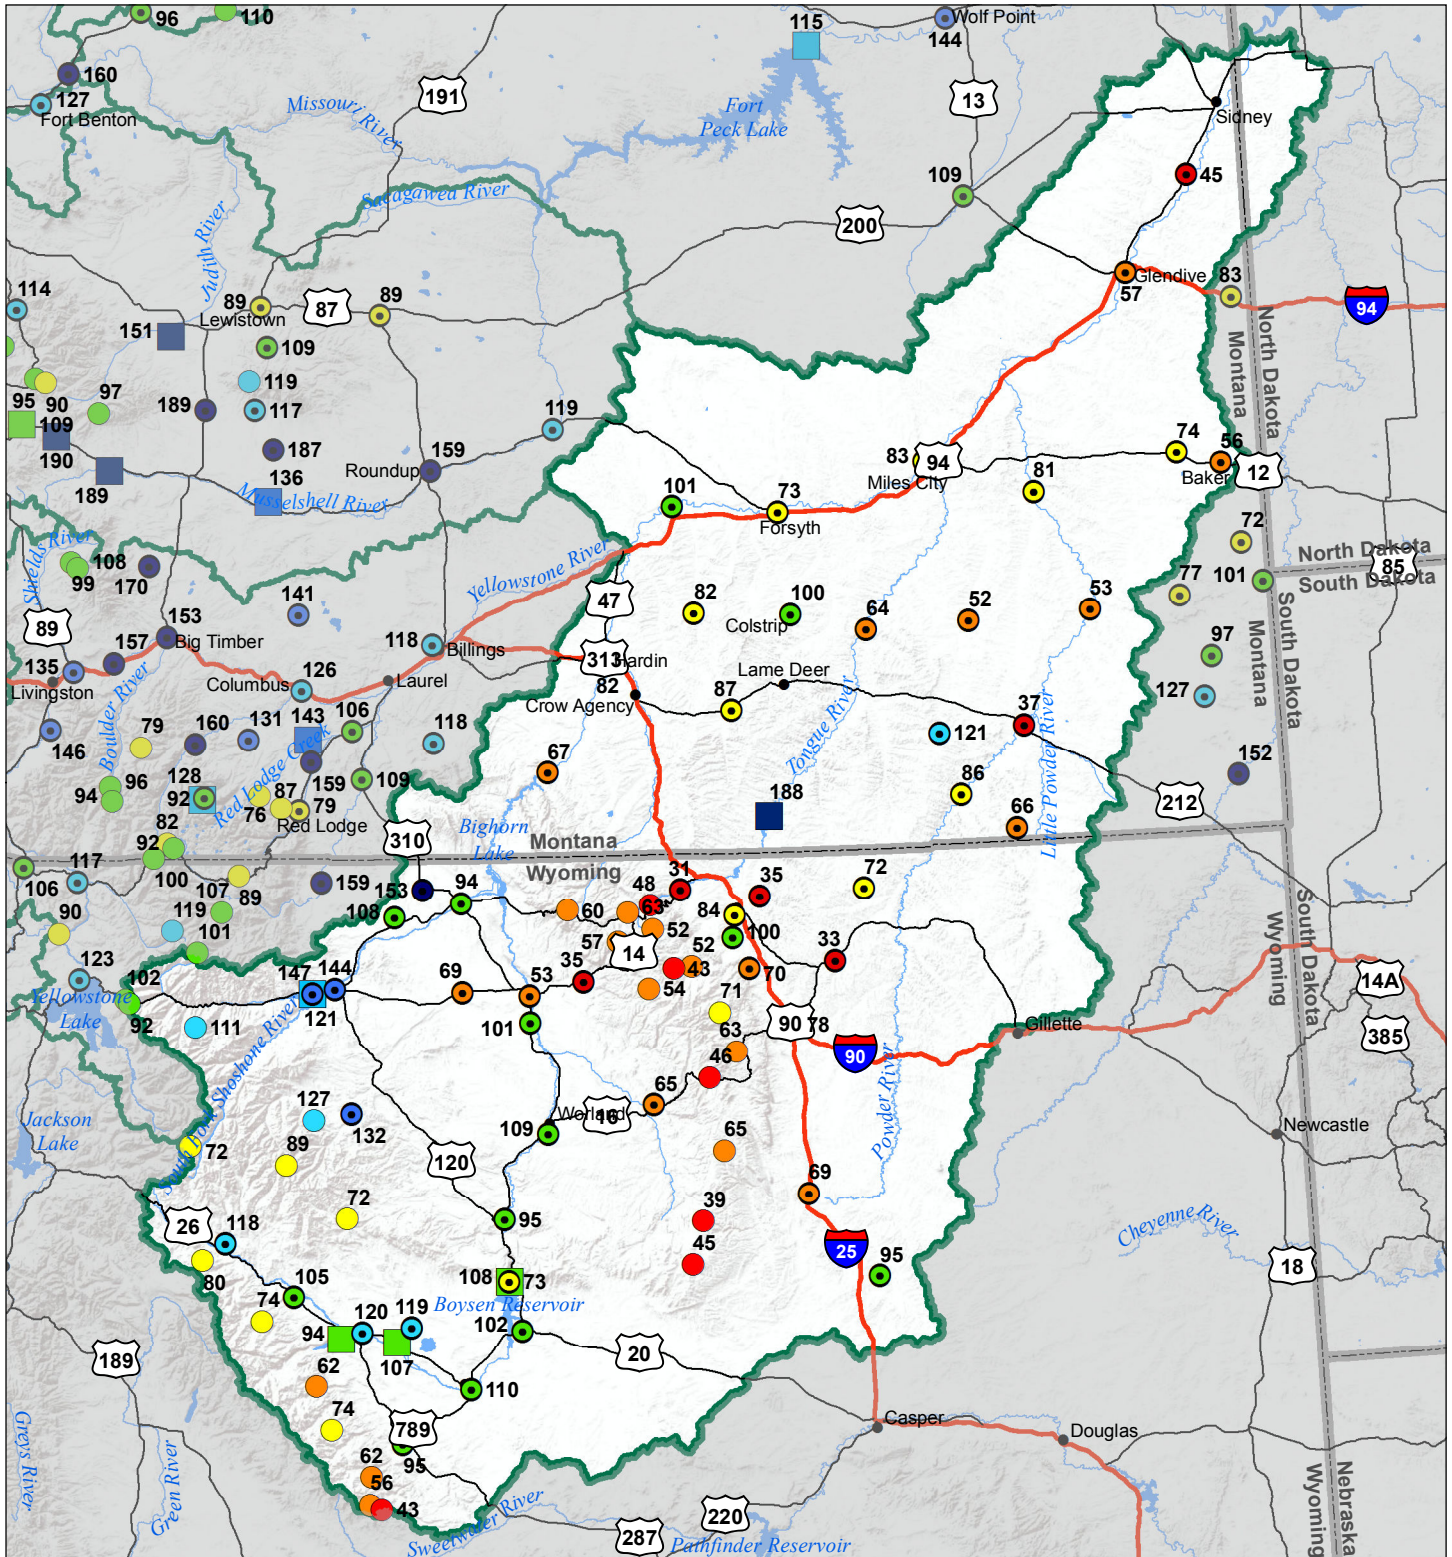 96
110
115
Wolf Point
144
160
127
Fort Benton
191
Missouri River
Fort
Peck Lake
13
Sidney
45
109
Sacagawea River
200
Judith River
114
89
Lewistown
87
89
151
109
Glendive
57
83
94
North Dakota
Montana
119
117
95
90
109
97
189
190
189
187
136
Musselshell River
Roundup
159
119
83
94
Miles City
74
56
Baker
12
81
101
73
Forsyth
72
North Dakota
South Dakota
85
101
77
Shields River
108
99
170
Yellowstone River
47
82
100
Colstrip
64
52
53
141
89
153
Big Timber
157
135
Livingston
Boulder River
118
Billings
313
Hardin
82
Crow Agency
Lame Deer
87
97
127
South Dakota
Montana
126
Columbus
Laurel
146
79
160
131
143
106
118
37
121
Tongue River
Little Powder River
152
96
94
128
92
Red Lodge Creek
159
87
76
79
Red Lodge
109
67
188
86
66
212
82
92
100
310
Bighorn
Lake
Montana
Wyoming
106
117
107
89
159
153
94
108
31
35
72
48
63
60
84
100
52
57
14
90
119
101
123
Yellowstone
Lake
102
92
147
144
121
111
South Fork Shoshone River
69
53
101
35
52
43
54
70
71
33
South Dakota
Wyoming
14A
385
Gillette
90
78
90
63
46
65
Worland
16
109
Powder River
Newcastle
Jackson
Lake
72
127
132
89
120
65
69
72
95
39
45
25
95
Cheyenne River
18
26
118
80
105
74
108
73
Boysen Reservoir
94
120
119
107
102
20
110
189
62
74
789
95
62
56
43
Casper
Douglas
Greys River
Green River
Sweetwater River
287
220
Pathfinder Reservoir
Nebraska
Wyoming